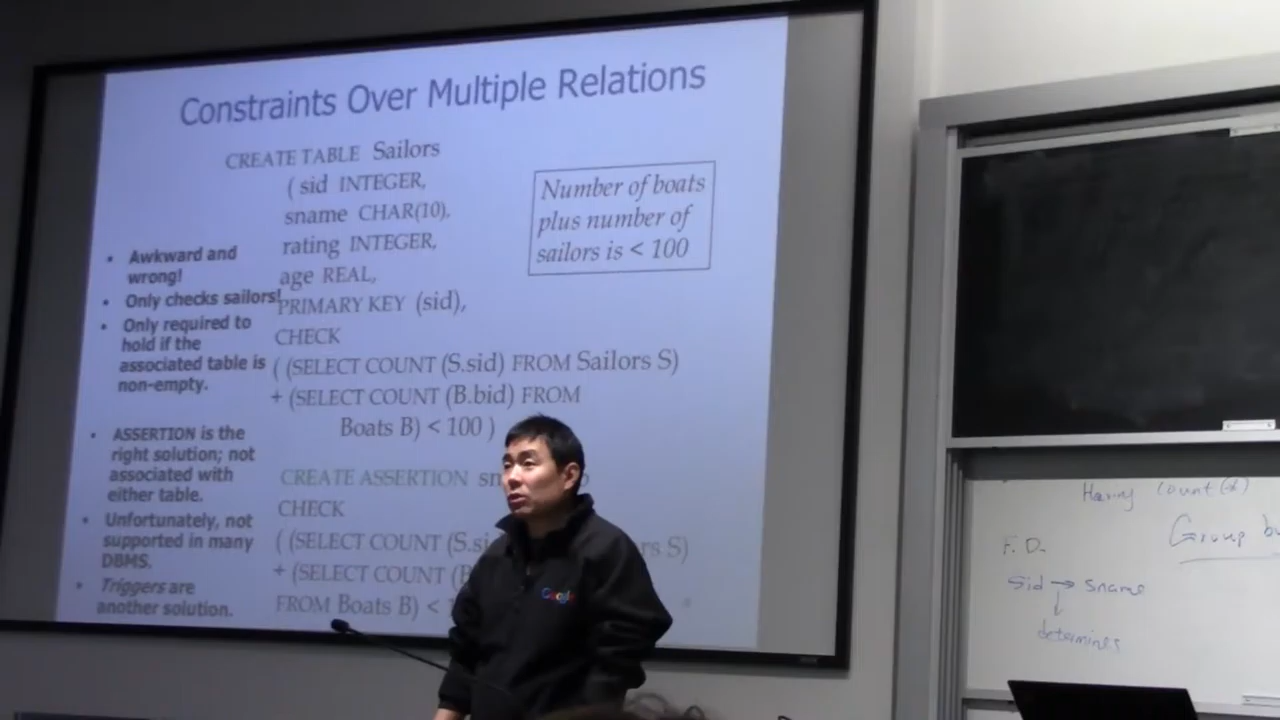 Constraints Over Multiple Relations
CREATE TABLE Sailors
( sid INTEGER,
sname CHAR(10),
rating INTEGER,
age REAL,
PRIMARY KEY (sid),
CHECK
( (SELECT COUNT (S.sid) FROM Sailors S)
+ (SELECT COUNT (B.bid) FROM
Boats B) < 100 )
Number of boats
plus number of
sailors is < 100
• Awkward and
wrong!
• Only checks sailors!
• Only required to
hold if the
associated table is
non-empty.
• ASSERTION is the
right solution; not
associated with
either table.
• Unfortunately, not
supported in many
DBMS.
• Triggers are
another solution.
CREATE ASSERTION
CHECK
( (SELECT COUNT S)
+ (SELECT COUNT
FROM Boats B) <
Google
Having Count(*)
Group
F. D.
sid → sname
↓
determines